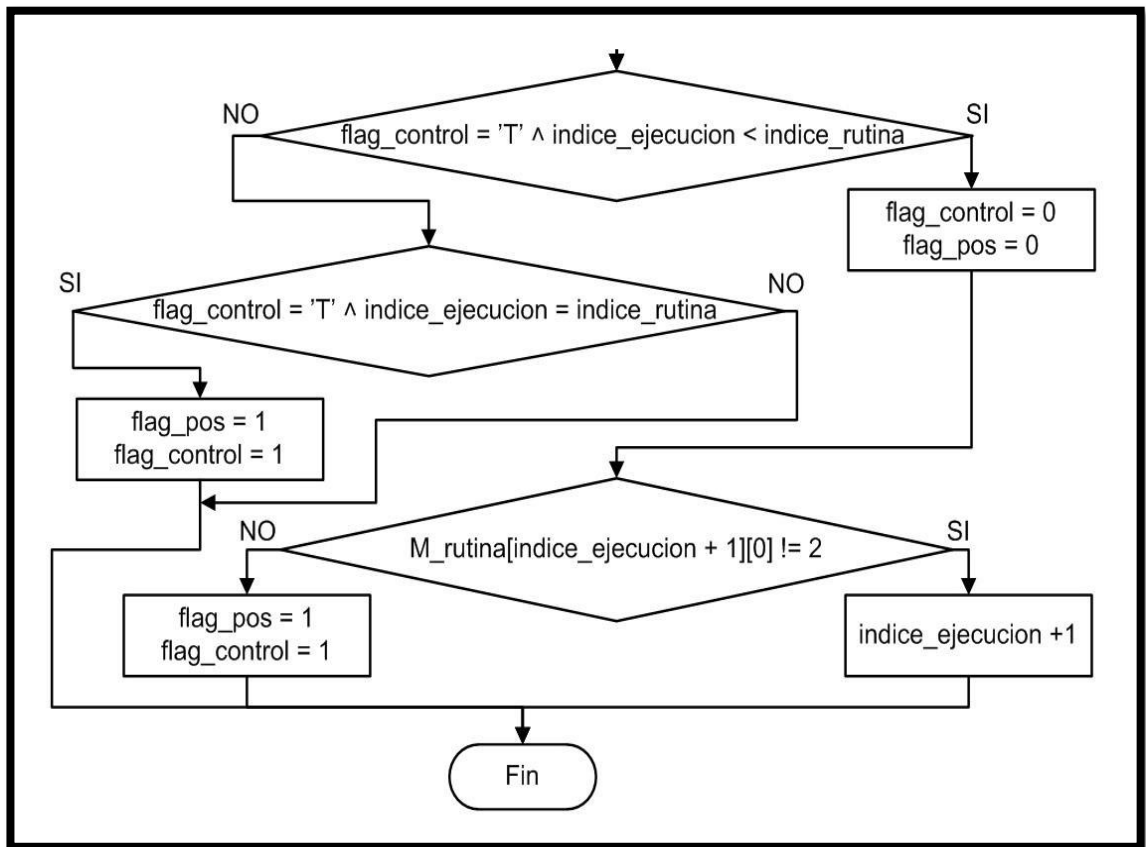 NO
SI
flag_control = 'T' ʌ indice_ejecucion < indice_rutina
flag_control = 0
flag_pos = 0
SI
NO
flag_control = 'T' ʌ indice_ejecucion = indice_rutina
flag_pos = 1
flag_control = 1
NO
SI
M_rutina[indice_ejecucion + 1][0] != 2
flag_pos = 1
flag_control = 1
indice_ejecucion +1
Fin